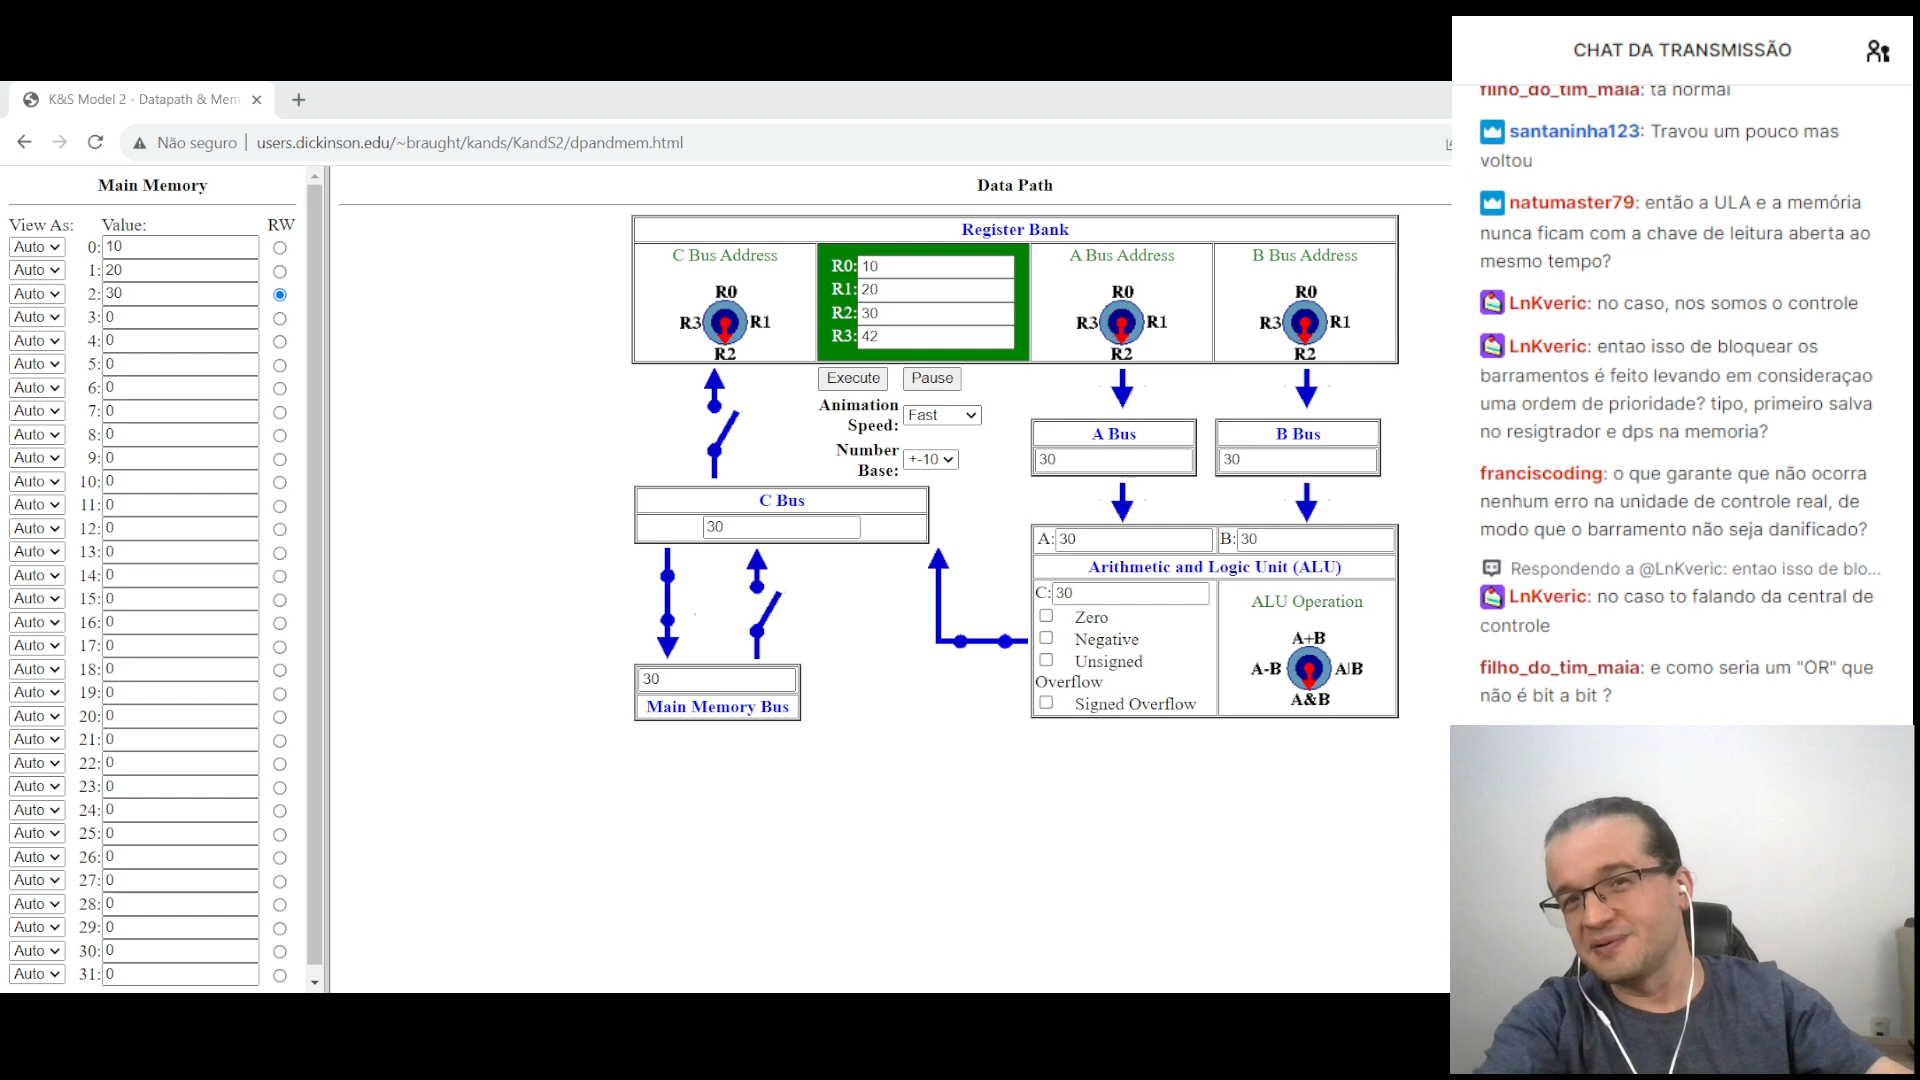 K&S Model 2 - Datapath & Mem
Não seguro
users.dickinson.edu/~braught/kands/KandS2/dpandmem.html
Main Memory
View As: Value: RW
Auto 0: 10
Auto 1: 20
Auto 2: 30
Auto 3: 0
Auto 4: 0
Auto 5: 0
Auto 6: 0
Auto 7: 0
Auto 8: 0
Auto 9: 0
Auto 10: 0
Auto 11: 0
Auto 12: 0
Auto 13: 0
Auto 14: 0
Auto 15: 0
Auto 16: 0
Auto 17: 0
Auto 18: 0
Auto 19: 0
Auto 20: 0
Auto 21: 0
Auto 22: 0
Auto 23: 0
Auto 24: 0
Auto 25: 0
Auto 26: 0
Auto 27: 0
Auto 28: 0
Auto 29: 0
Auto 30: 0
Auto 31: 0
Data Path
Register Bank
C Bus Address
R0
R3 R1
R2
R0: 10
R1: 20
R2: 30
R3: 42
A Bus Address
R0
R3 R1
R2
B Bus Address
R0
R3 R1
R2
Execute Pause
Animation Speed: Fast
Number Base: +-10
A Bus
30
B Bus
30
C Bus
30
30
Main Memory Bus
A: 30 B: 30
Arithmetic and Logic Unit (ALU)
C: 30
Zero
Negative
Unsigned
Overflow
Signed Overflow
ALU Operation
A+B
A-B A|B
A&B
CHAT DA TRANSMISSÃO
filho_do_tim_maia: ta normal
santaninha123: Travou um pouco mas
voltou
natumaster79: então a ULA e a memória
nunca ficam com a chave de leitura aberta ao
mesmo tempo?
LnKveric: no caso, nos somos o controle
LnKveric: entao isso de bloquear os
barramentos é feito levando em consideraçao
uma ordem de prioridade? tipo, primeiro salva
no resigtrador e dps na memoria?
franciscoding: o que garante que não ocorra
nenhum erro na unidade de controle real, de
modo que o barramento não seja danificado?
Respondendo a @LnKveric: entao isso de blo...
LnKveric: no caso to falando da central de
controle
filho_do_tim_maia: e como seria um "OR" que
não é bit a bit ?